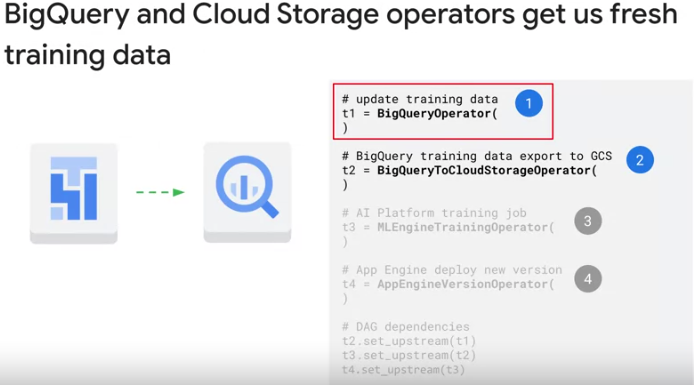 BigQuery and Cloud Storage operators get us fresh
training data
# update training data
t1 = BigQueryOperator(
)
1
# BigQuery training data export to GCS
t2 = BigQueryToCloudStorageOperator(
)
2
# AI Platform training job
t3 = MLEngineTrainingOperator(
)
3
# App Engine deploy new version
t4 = AppEngineVersionOperator(
)
4
# DAG dependencies
t2.set_upstream(t1)
t3.set_upstream(t2)
t4.set_upstream(t3)